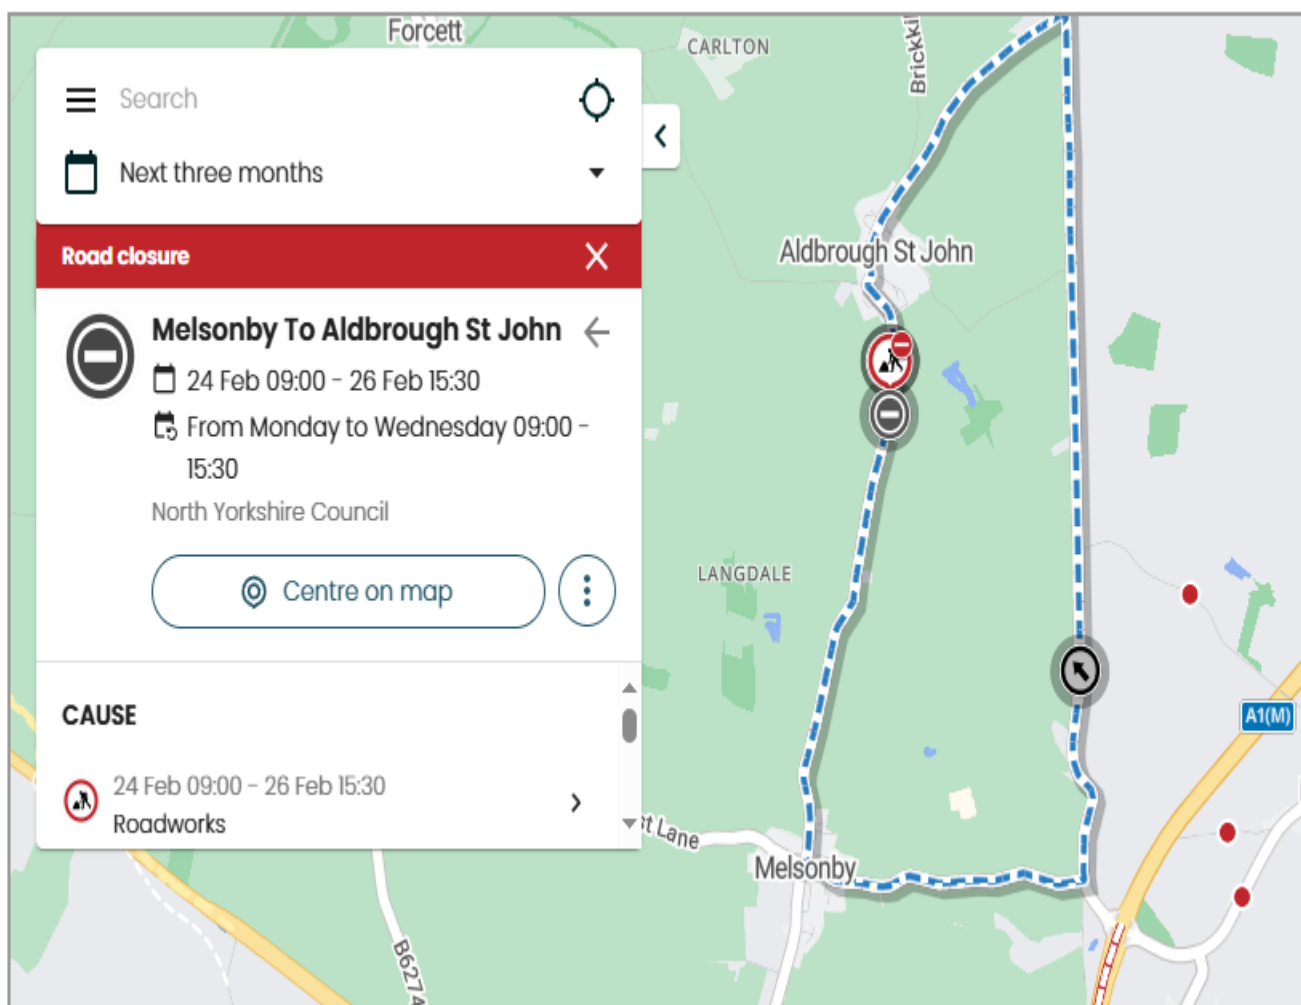 Forcett
CARLTON
Brickki
Search
Next three months
Road closure
Aldbrough St John
Melsonby To Aldbrough St John
24 Feb 09:00 - 26 Feb 15:30
From Monday to Wednesday 09:00 -
15:30
North Yorkshire Council
Centre on map
LANGDALE
A1(M)
CAUSE
24 Feb 09:00 - 26 Feb 15:30
Roadworks
st Lane
Melsonby
B6274